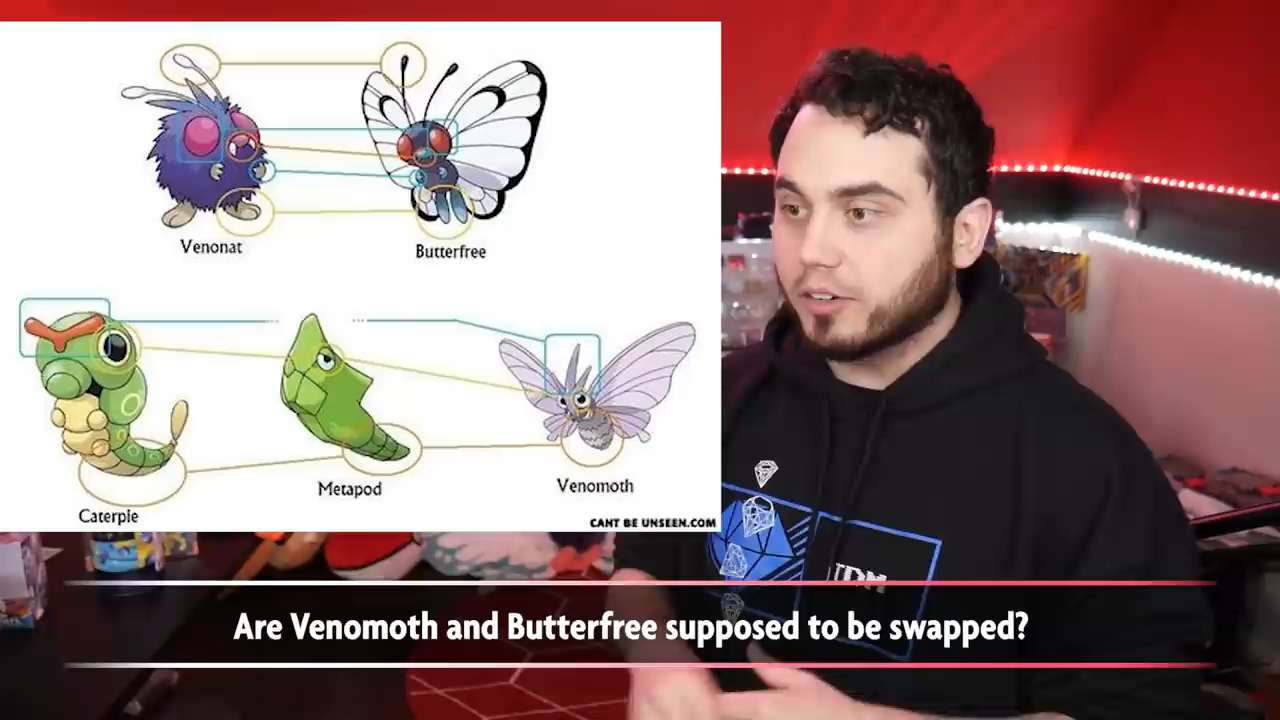 Venonat
Butterfree
Caterpie
Metapod
Venomoth
CANT BE UNSEEN.COM
Are Venomoth and Butterfree supposed to be swapped?